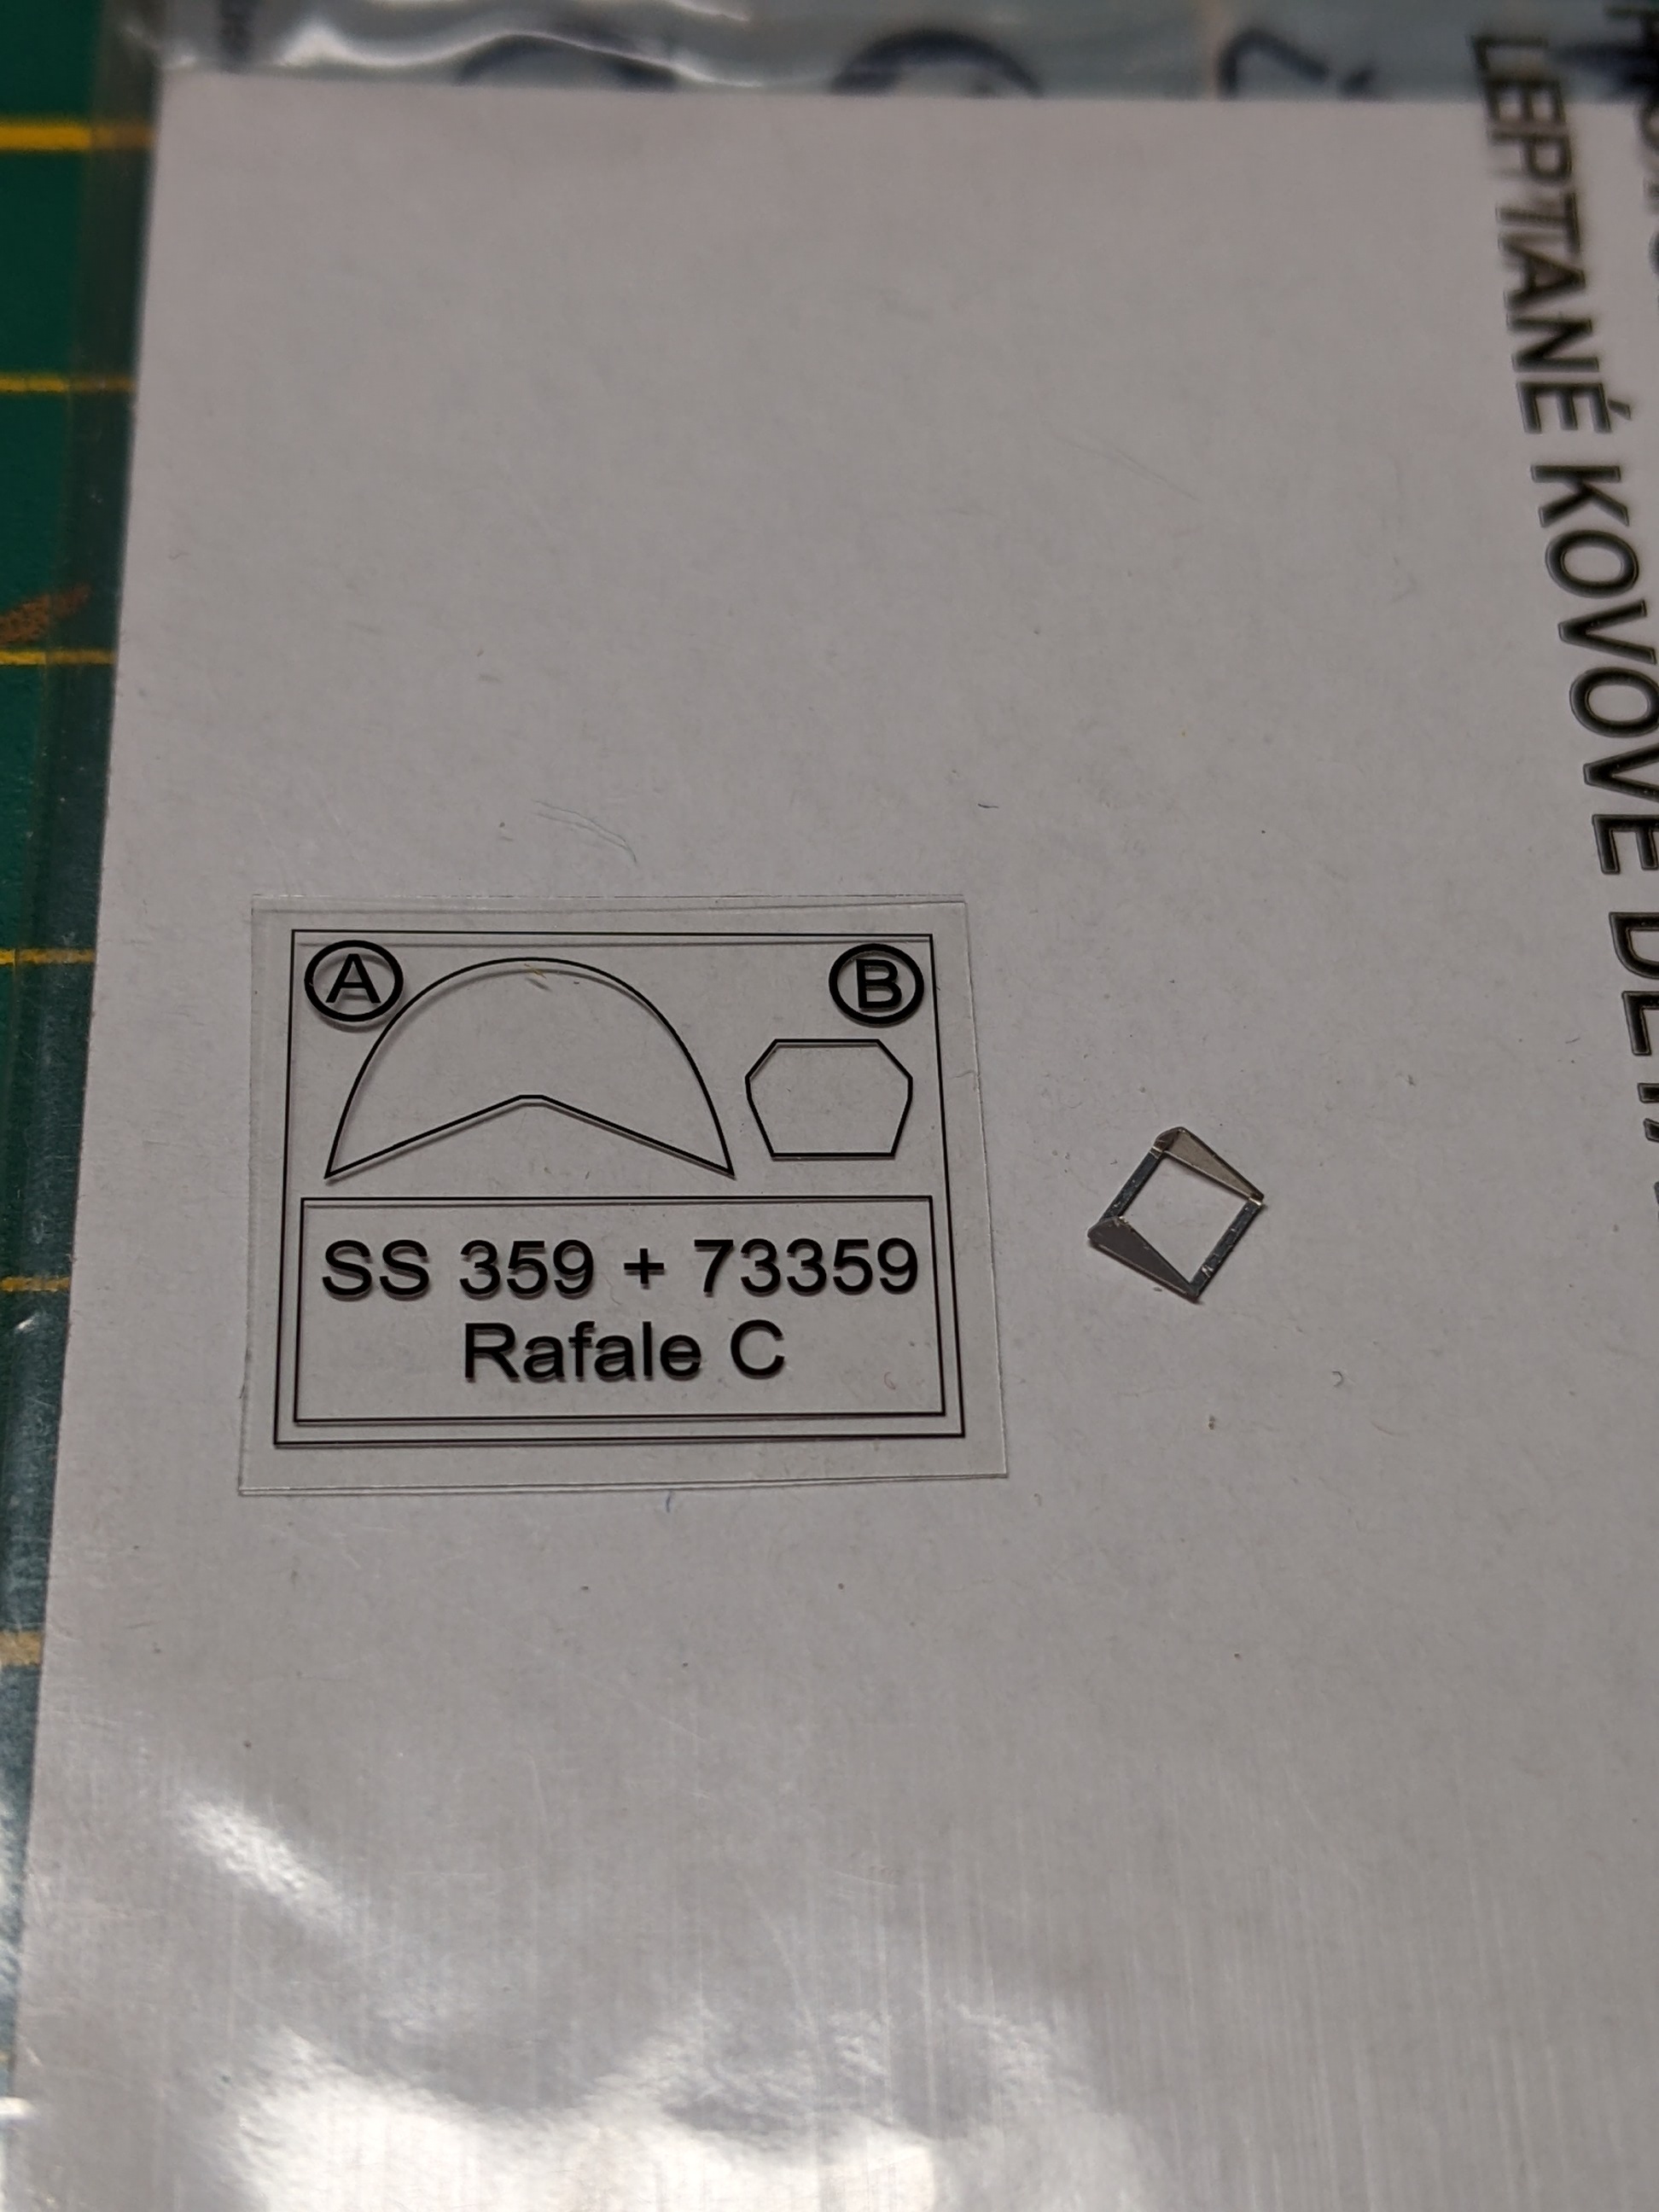 A
B
SS 359 + 73359
Rafale C
LEPTANÉ KOVOVÉ